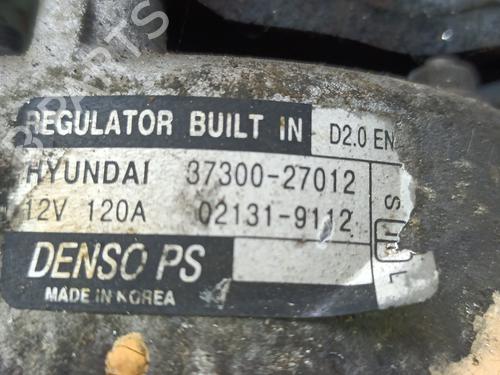 REGULATOR BUILT IN D2.0 EN
HYUNDAI 37300-27012
12V 120A 02131-9112
S
L
DENSO PS
MADE IN KOREA